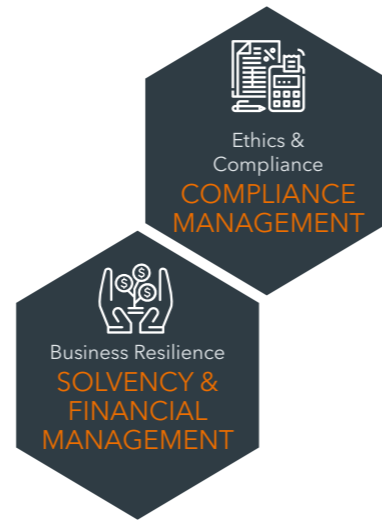 Ethics &
Compliance
COMPLIANCE
MANAGEMENT
Business Resilience
SOLVENCY &
FINANCIAL
MANAGEMENT